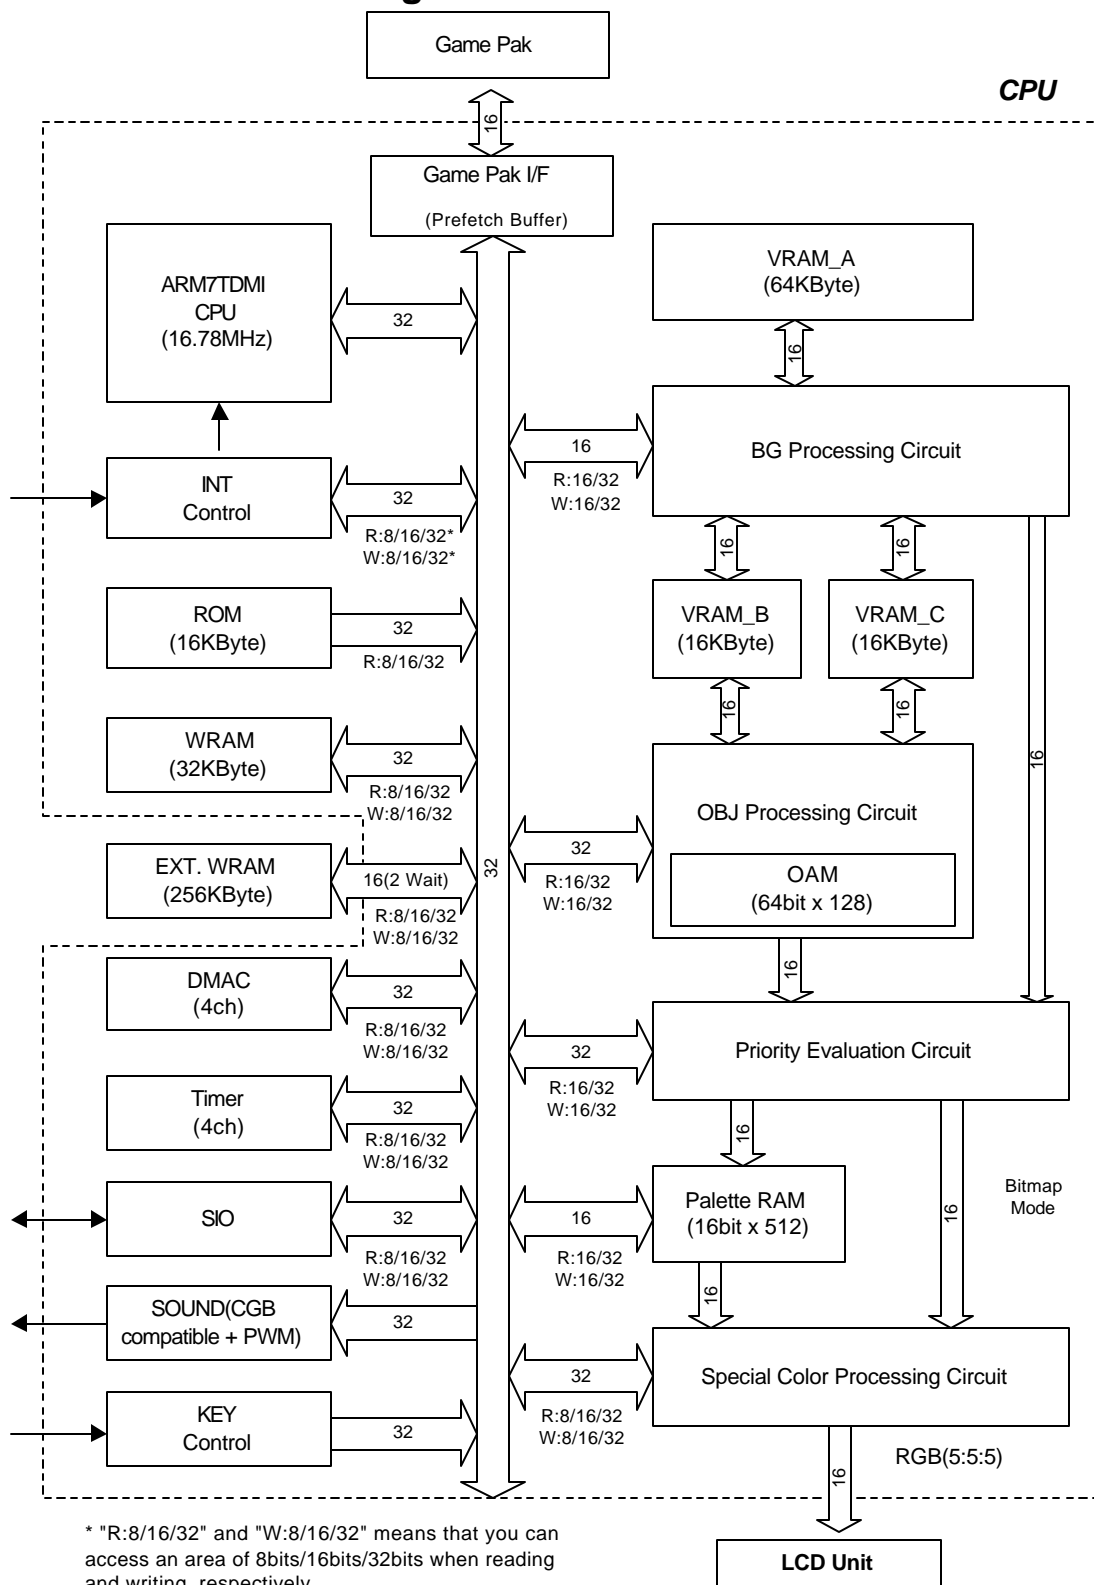 Game Pak
CPU
16
Game Pak I/F
(Prefetch Buffer)
ARM7TDMI
CPU
(16.78MHz)
32
VRAM_A
(64KByte)
16
BG Processing Circuit
16
R:16/32
W:16/32
INT
Control
32
R:8/16/32*
W:8/16/32*
16
16
ROM
(16KByte)
32
R:8/16/32
VRAM_B
(16KByte)
VRAM_C
(16KByte)
16
16
16
WRAM
(32KByte)
32
R:8/16/32
W:8/16/32
OBJ Processing Circuit
32
R:16/32
W:16/32
OAM
(64bit x 128)
32
EXT. WRAM
(256KByte)
16(2 Wait)
R:8/16/32
W:8/16/32
16
DMAC
(4ch)
32
R:8/16/32
W:8/16/32
Priority Evaluation Circuit
32
R:16/32
W:16/32
Timer
(4ch)
32
R:8/16/32
W:8/16/32
16
16
Bitmap
Mode
SIO
32
R:8/16/32
W:8/16/32
Palette RAM
(16bit x 512)
16
R:16/32
W:16/32
16
SOUND(CGB
compatible + PWM)
32
Special Color Processing Circuit
32
R:8/16/32
W:8/16/32
KEY
Control
32
RGB(5:5:5)
16
* "R:8/16/32" and "W:8/16/32" means that you can
access an area of 8bits/16bits/32bits when reading
and writing, respectively
LCD Unit